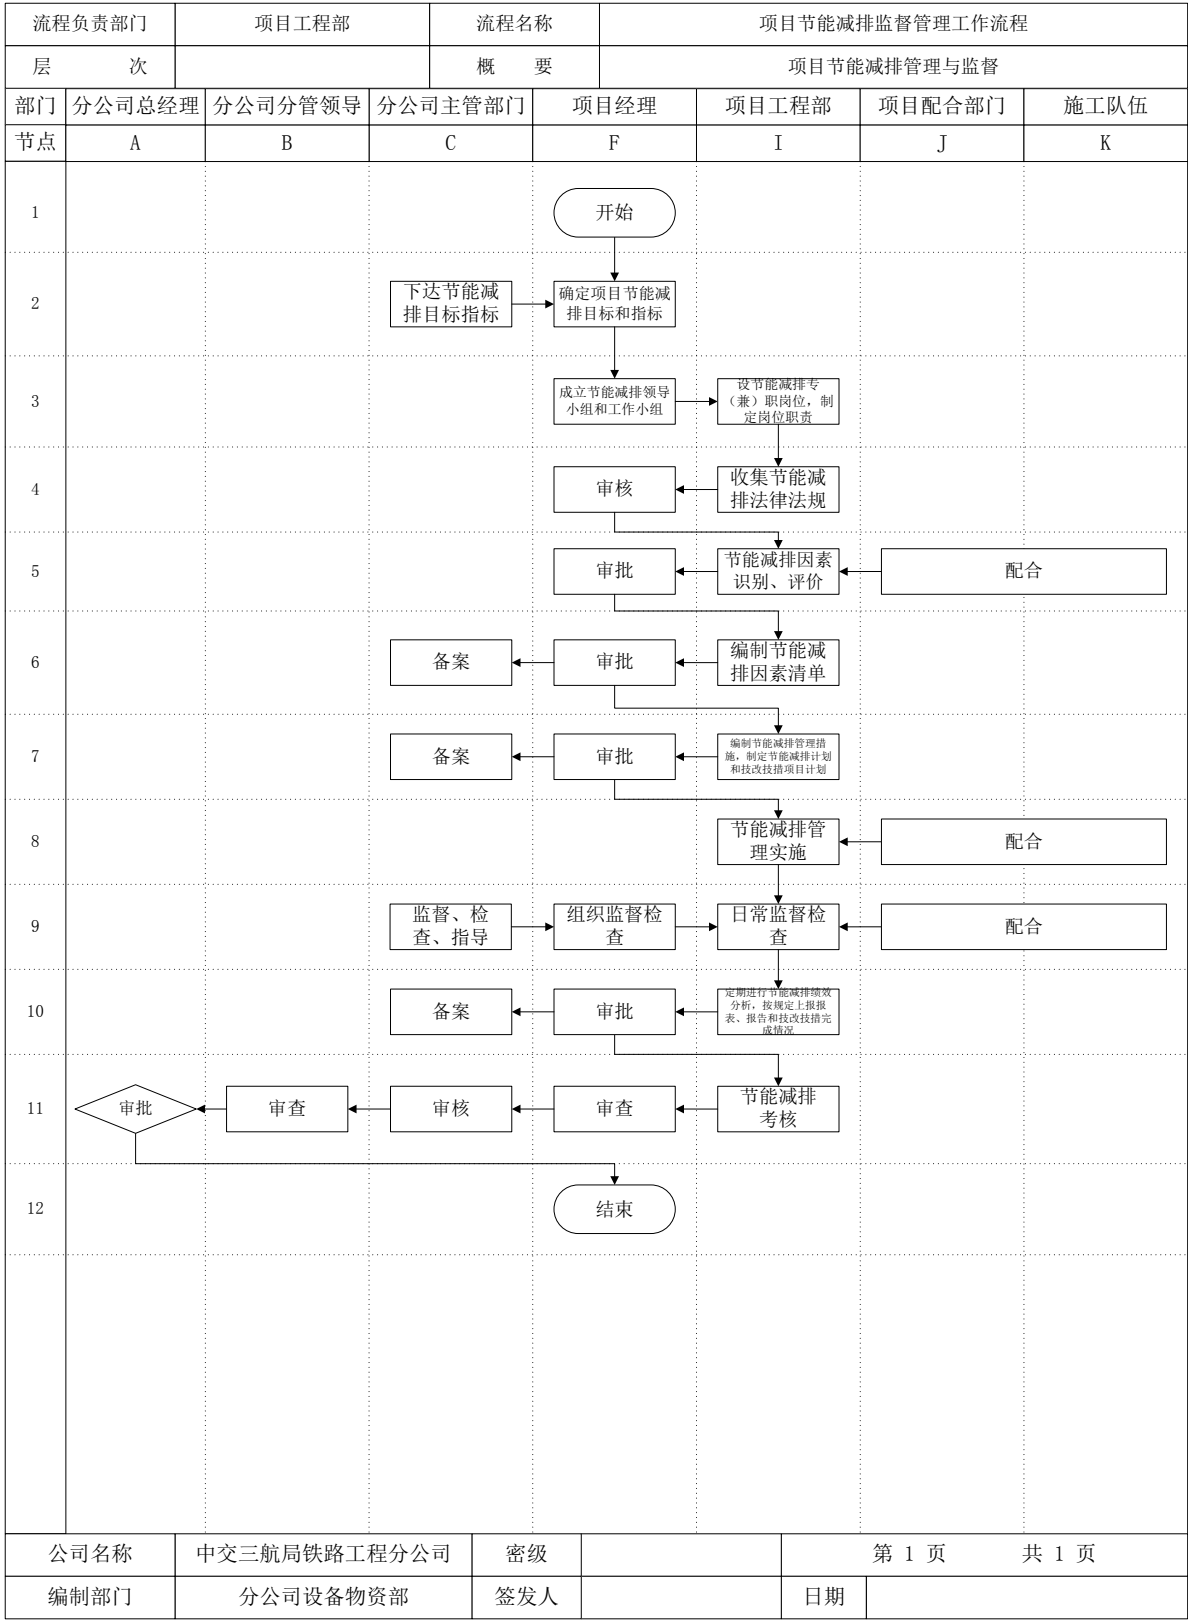 流程负责部门 项目工程部 流程名称 项目节能减排监督管理工作流程
层 次 概 要 项目节能减排管理与监督
部门 分公司总经理 分公司分管领导 分公司主管部门 项目经理 项目工程部 项目配合部门 施工队伍
节点 A B C F I J K
1 开始
2
下达节能减
排目标指标
确定项目节能减
排目标和指标
3
成立节能减排领导
小组和工作小组
设节能减排专
（兼）职岗位，制
定岗位职责
4 审核
收集节能减
排法律法规
5 审批
节能减排因素
识别、评价
配合
6 备案 审批
编制节能减
排因素清单
7 备案 审批
编制节能减排管理措
施，制定节能减排计划
和技改技措项目计划
8
节能减排管
理实施
配合
9
监督、检
查、指导
组织监督检
查
日常监督检
查
配合
10 备案 审批
定期进行节能减排绩效
分析，按规定上报报
表、报告和技改技措完
成情况
11 审批 审查 审核 审查
节能减排
考核
12 结束
公司名称 中交三航局铁路工程分公司 密级 第 1 页 共 1 页
编制部门 分公司设备物资部 签发人 日期